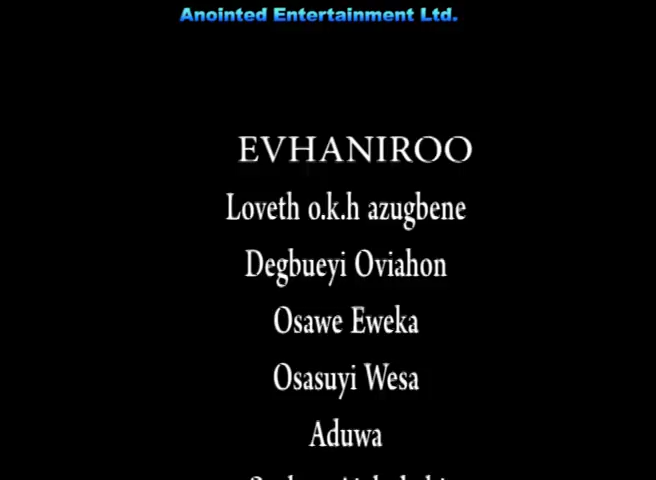 Anointed Entertainment Ltd.
EVHANIROO
Loveth o.k.h azugbene
Degbueyi Oviahon
Osawe Eweka
Osasuyi Wesa
Aduwa